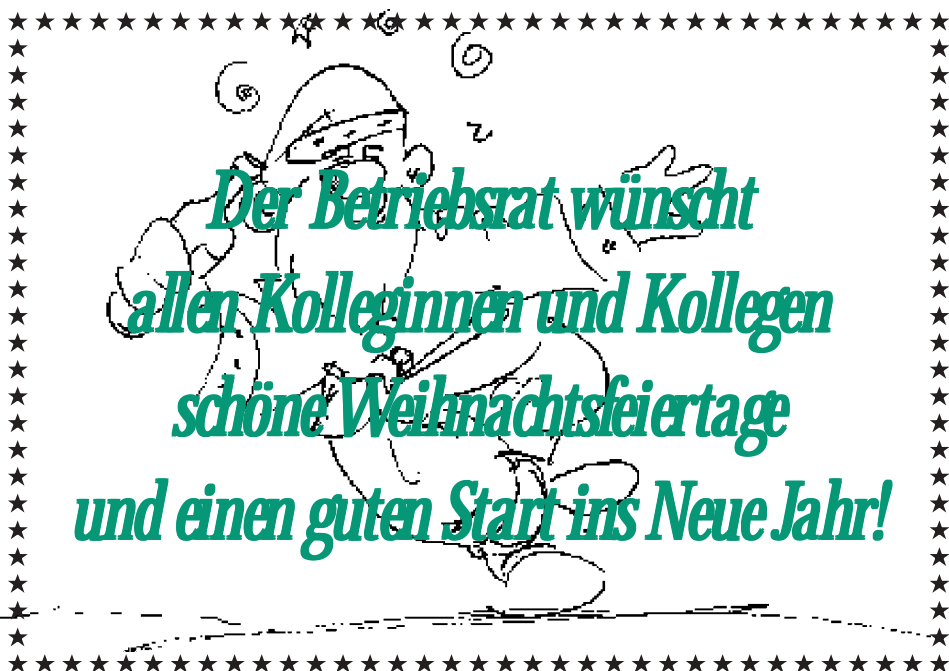 Der Betriebsrat wünscht
allen Kolleginnen und Kollegen
schöne Weihnachtsfeiertage
und einen guten Start ins Neue Jahr!